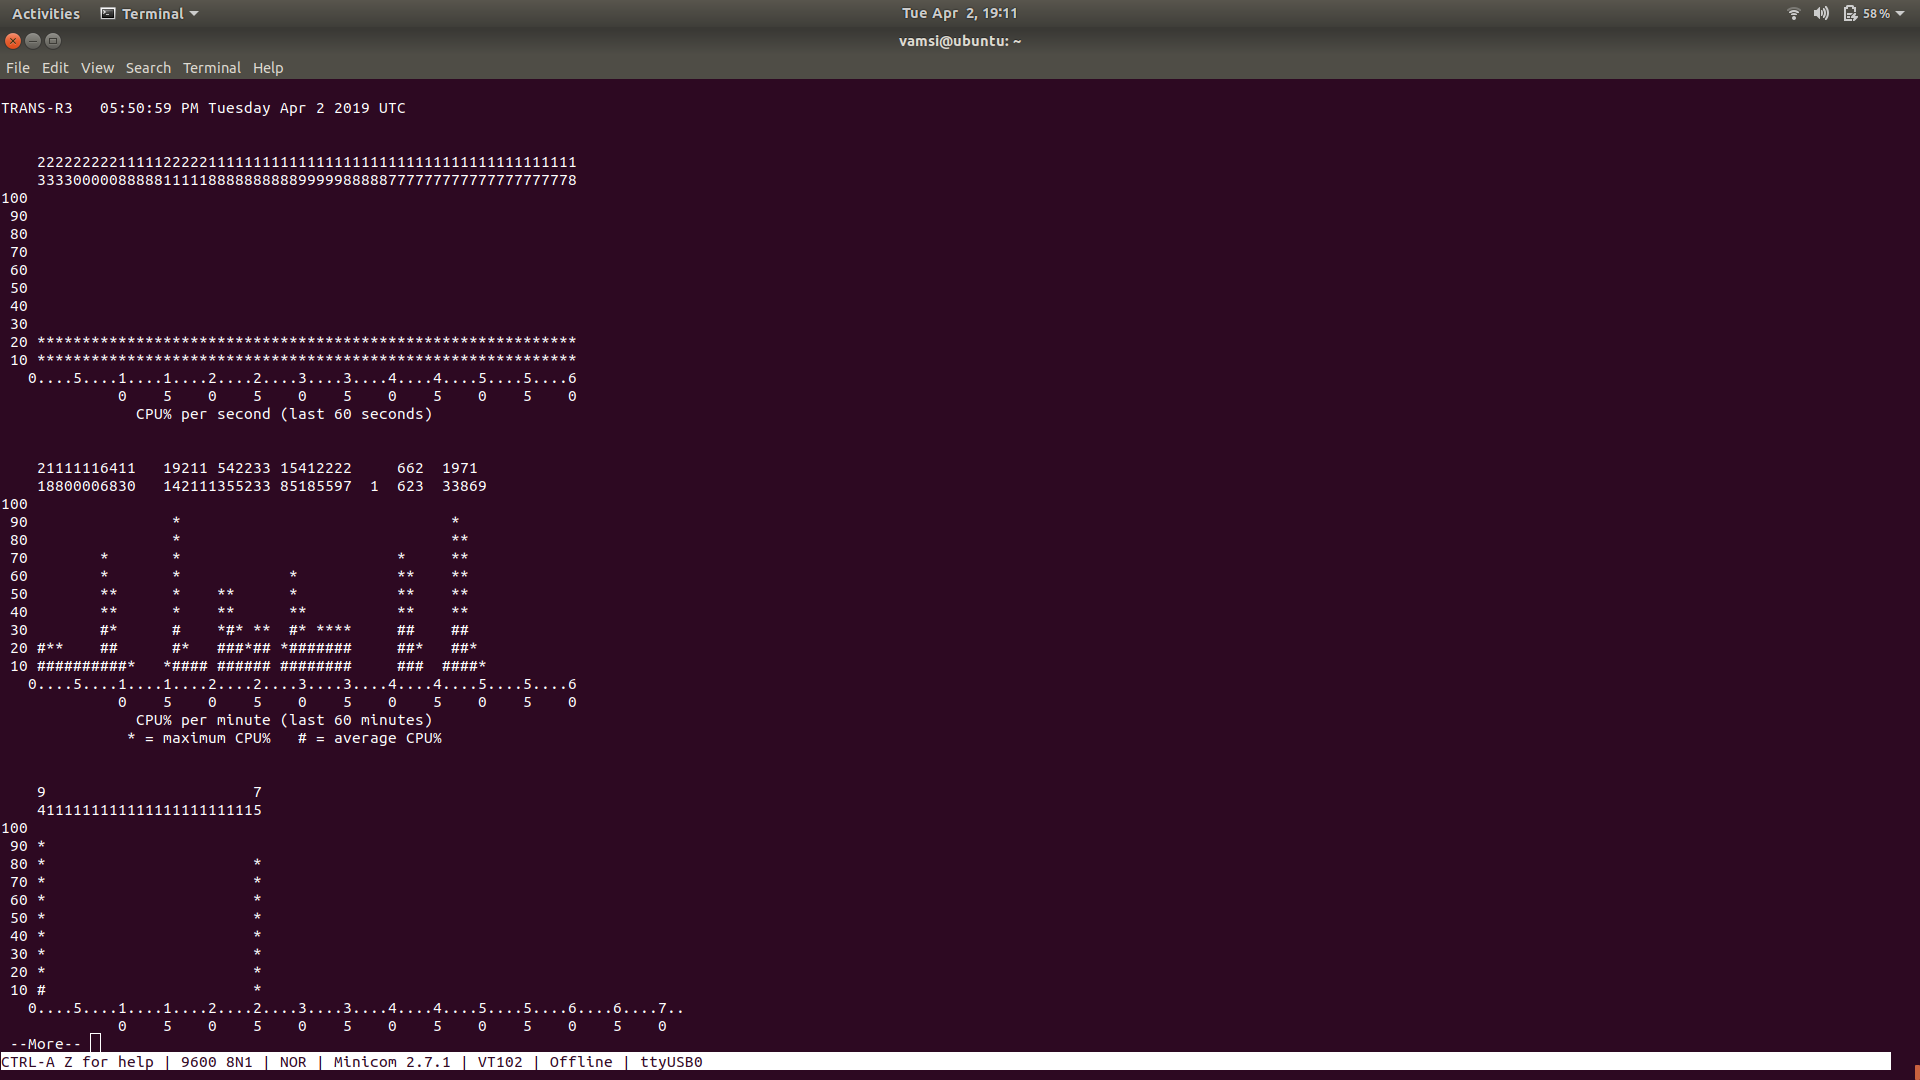 Activities Terminal Tue Apr 2, 19:11 58%
vamsi@ubuntu: ~
File Edit View Search Terminal Help
TRANS-R3   05:50:59 PM Tuesday Apr 2 2019 UTC
    222222222111112222211111111111111111111111111111111111111111
    333300000888881111188888888889999988888777777777777777777778
100
 90
 80
 70
 60
 50
 40
 30
 20 ************************************************************
 10 ************************************************************
   0....5....1....1....2....2....3....3....4....4....5....5....6
             0    5    0    5    0    5    0    5    0    5    0
               CPU% per second (last 60 seconds)
    21111116411   19211 542233 15412222     662  1971
    18800006830   142111355233 85185597  1  623  33869
100
 90                *                              *
 80                *                              **
 70        *       *                        *     **
 60        *       *            *           **    **
 50        **      *    **      *           **    **
 40        **      *    **      **          **    **
 30        #*      #    *#* **  #* ****     ##    ##
 20 #**    ##      #*   ###*## *#######     ##*   ##*
 10 ##########*   *#### ###### ########     ###  ####*
   0....5....1....1....2....2....3....3....4....4....5....5....6
             0    5    0    5    0    5    0    5    0    5    0
               CPU% per minute (last 60 minutes)
              * = maximum CPU%   # = average CPU%
    9                       7
    4111111111111111111111115
100
 90 *
 80 *                       *
 70 *                       *
 60 *                       *
 50 *                       *
 40 *                       *
 30 *                       *
 20 *                       *
 10 #                       *
   0....5....1....1....2....2....3....3....4....4....5....5....6....6....7..
             0    5    0    5    0    5    0    5    0    5    0    5    0
 --More--
CTRL-A Z for help | 9600 8N1 | NOR | Minicom 2.7.1 | VT102 | Offline | ttyUSB0